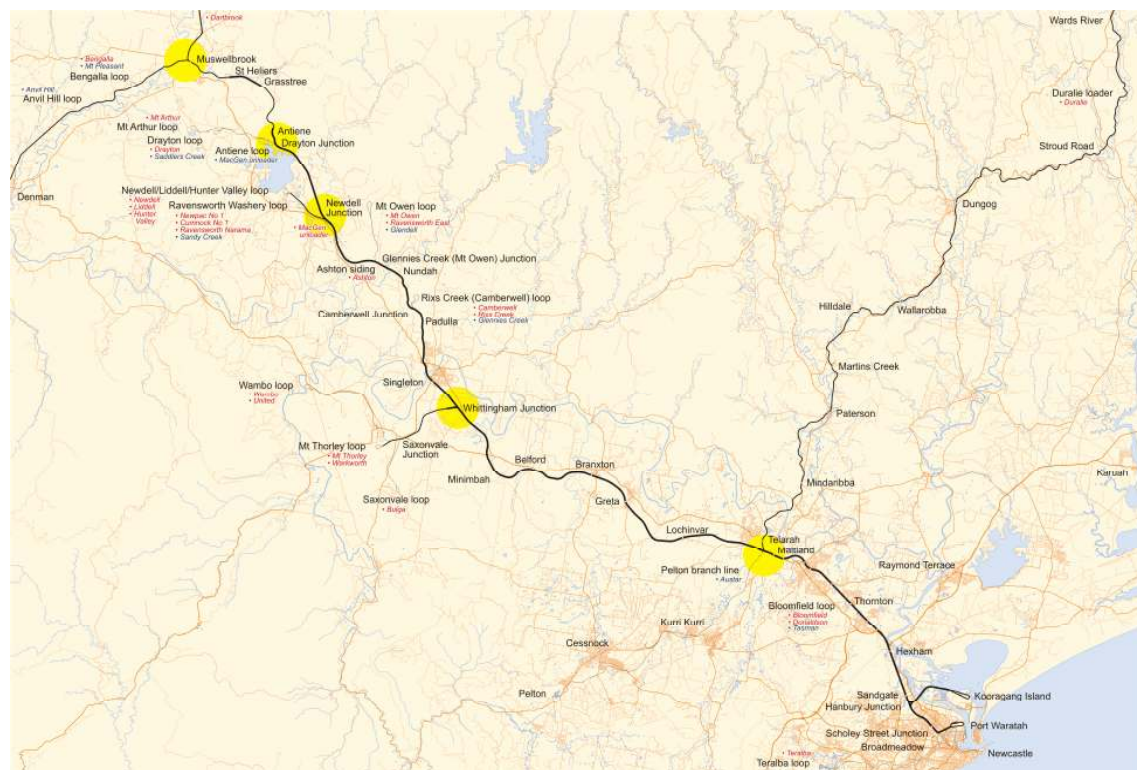 Dartbrook
Wards River
• Bengalla
• Mt Pleasant
Muswellbrook
Bengalla loop
St Heliers
Grasstree
• Anvil Hill
Anvil Hill loop
Duralie loader
• Duralie
• Mt Arthur
Mt Arthur loop
Antiene
Drayton loop
Drayton Junction
• Drayton
• Saddlers Creek
Antiene loop
• MacGen unloader
Stroud Road
Newdell/Liddell/Hunter Valley loop
• Newdell
• Liddell
• Hunter
Valley
Denman
Ravensworth Washery loop
• Newpac No 1
• Cumnock No 1
• Ravensworth Narama
• Sandy Creek
Newdell
Junction
• MacGen
unloader
Mt Owen loop
• Mt Owen
• Ravensworth East
• Glendell
Dungog
Glennies Creek (Mt Owen) Junction
Ashton siding
• Ashton
Nundah
Rixs Creek (Camberwell) loop
• Camberwell
• Rixs Creek
• Glennies Creek
Camberwell Junction
Padulla
Hilldale
Wallarobba
Martins Creek
Singleton
Wambo loop
• Wambo
• United
Whittingham Junction
Paterson
Mt Thorley loop
• Mt Thorley
• Warkworth
Saxonvale
Junction
Belford
Branxton
Minimbah
Karuah
Mindaribba
Saxonvale loop
• Bulga
Greta
Lochinvar
Telarah
Maitland
Pelton branch line
• Austar
Raymond Terrace
Bloomfield loop
• Bloomfield
• Donaldson
• Tasman
Thornton
Kurri Kurri
Cessnock
Hexham
Pelton
Sandgate
Hanbury Junction
Kooragang Island
Port Waratah
Scholey Street Junction
Broadmeadow
Newcastle
• Teralba
Teralba loop